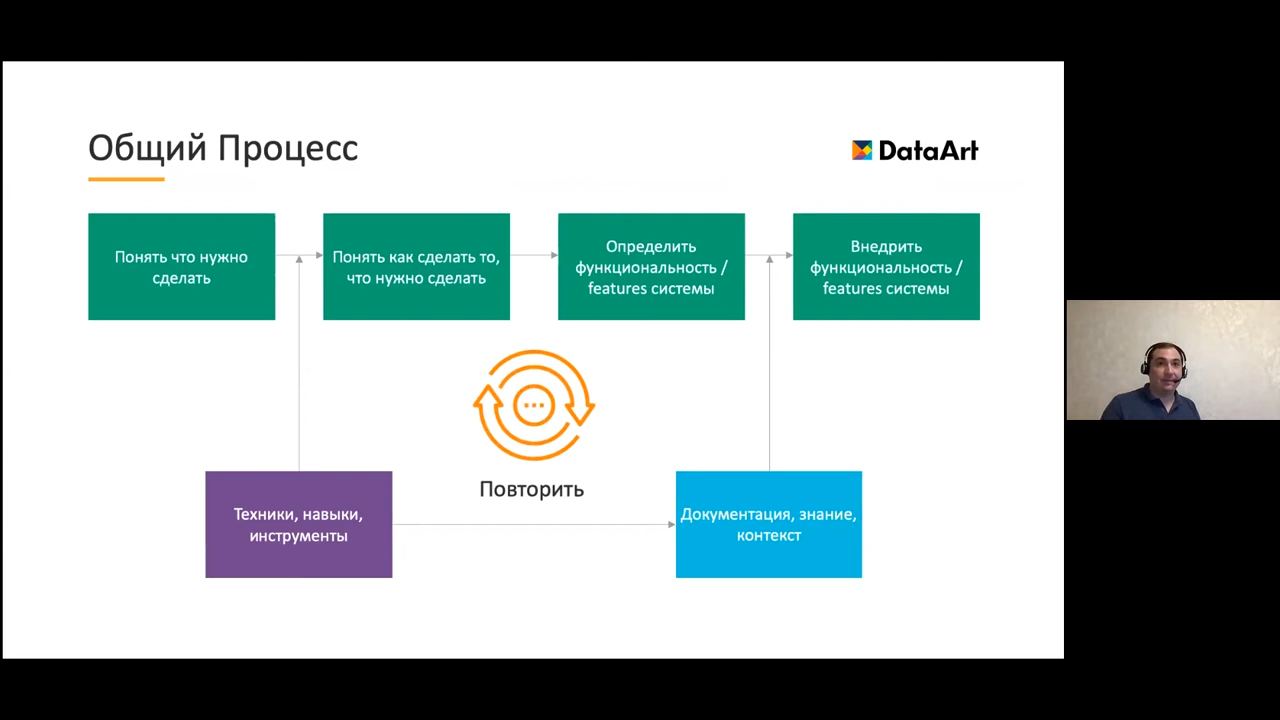 Общий Процесс
DataArt
Понять что нужно
сделать
Понять как сделать то,
что нужно сделать
Определить
функциональность /
features системы
Внедрить
функциональность /
features системы
Повторить
Техники, навыки,
инструменты
Документация, знание,
контекст